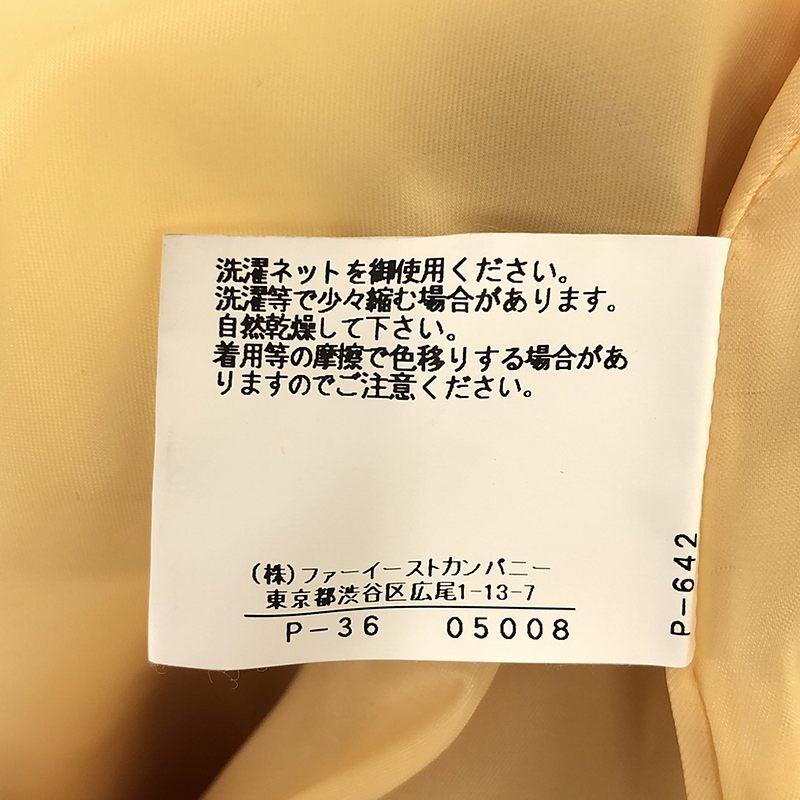 洗濯ネットを御使用ください。
洗濯等で少々縮む場合があります。
自然乾燥して下さい。
着用等の摩擦で色移りする場合があ
りますのでご注意ください。
(株)ファーイーストカンパニー
東京都渋谷区広尾1-13-7
P-36 05008
P-642